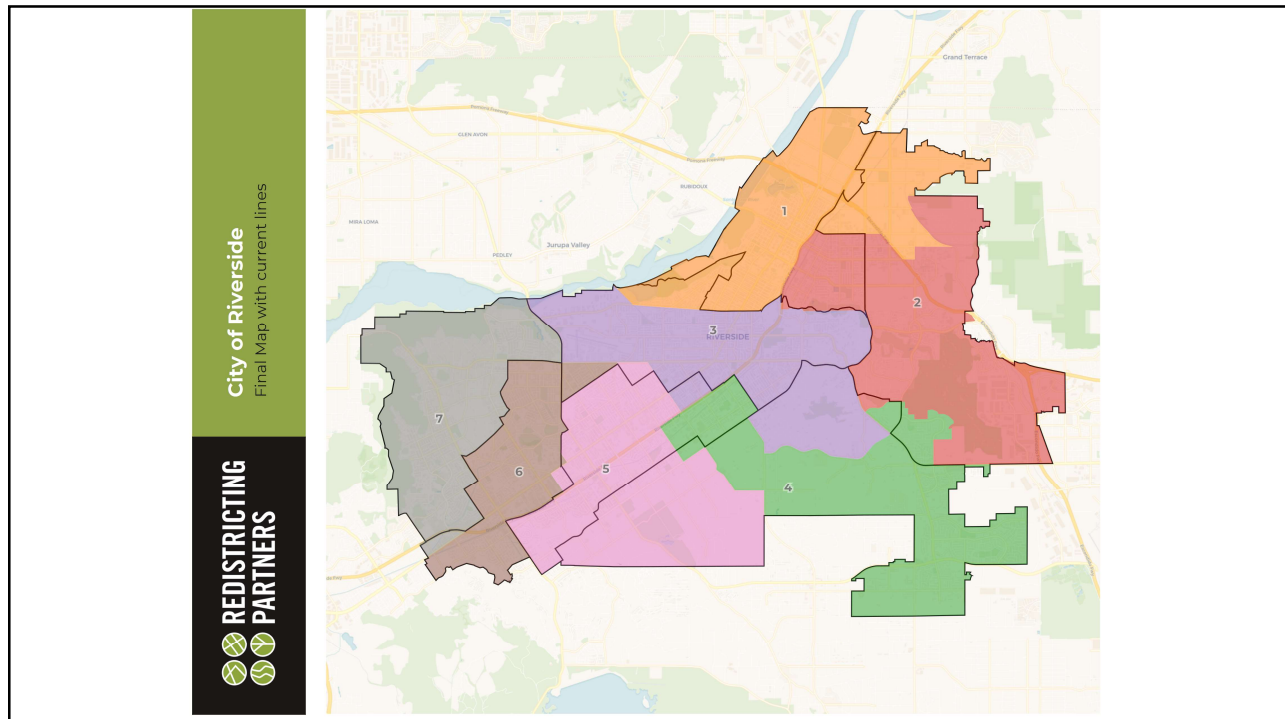 City of Riverside
Final Map with current lines
REDISTRICTING
PARTNERS
Grand Terrace
GLEN AVON
RUBIDOUX
MIRA LOMA
Jurupa Valley
PEDLEY
1
2
3
RIVERSIDE
7
6
5
4